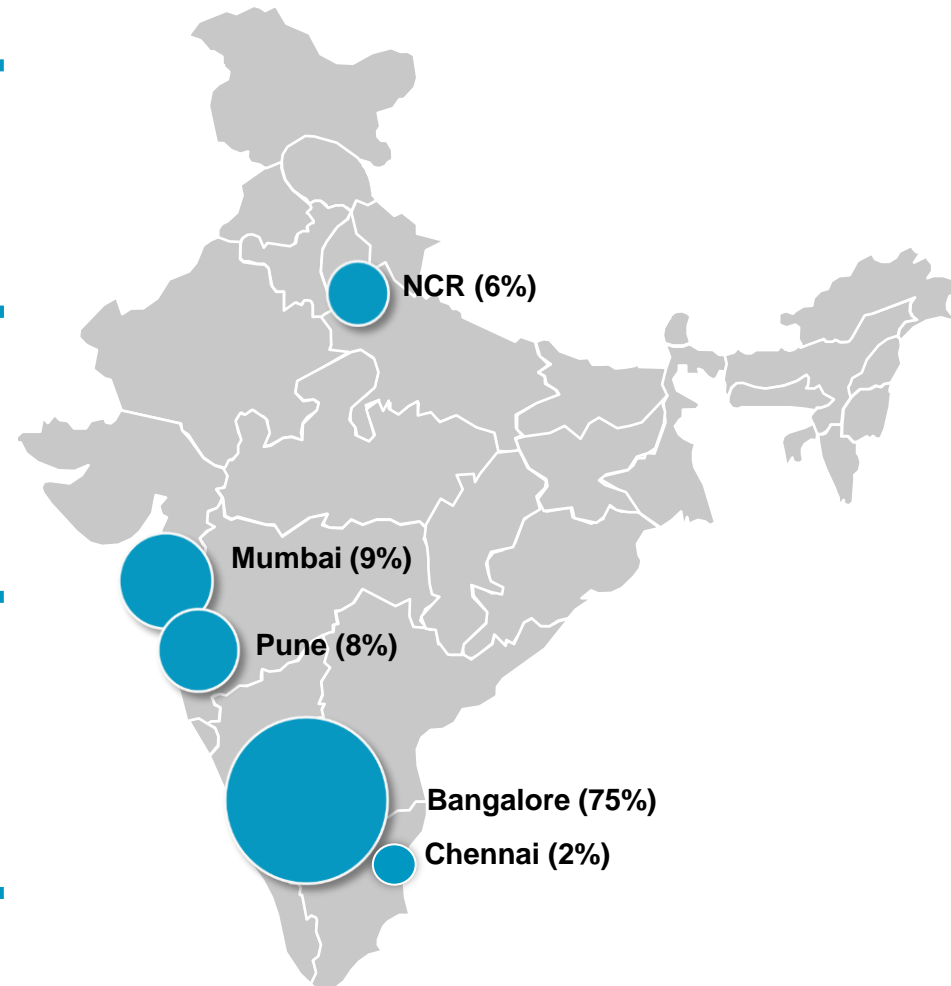 NCR (6%)
Mumbai (9%)
Pune (8%)
Bangalore (75%)
Chennai (2%)